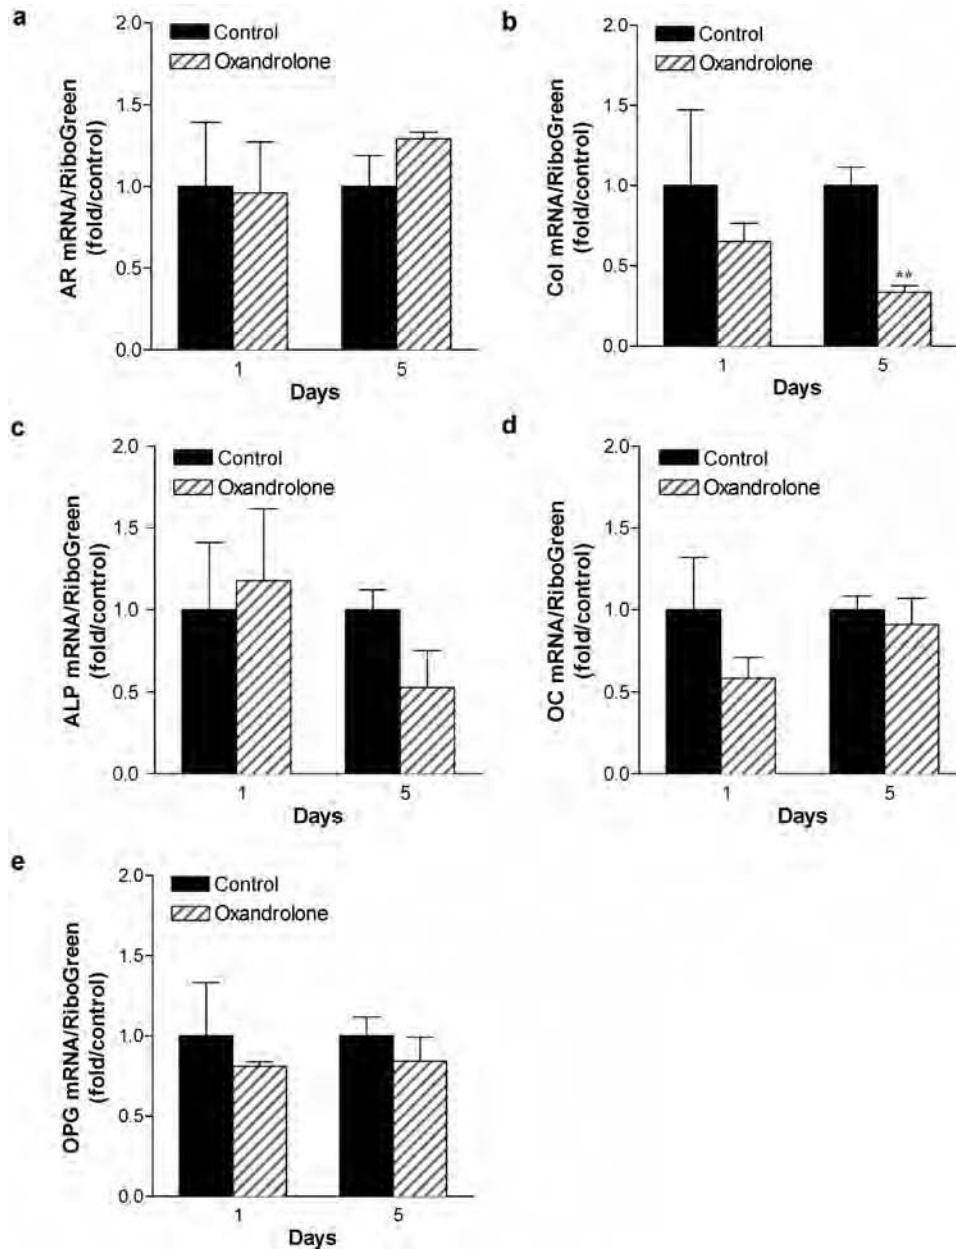 a
AR mRNA/RiboGreen
(fold/control)
2.0
1.5
1.0
0.5
0.0
Control
Oxandrolone
1 5
Days
b
Col mRNA/RiboGreen
(fold/control)
2.0
1.5
1.0
0.5
0.0
Control
Oxandrolone
**
1 5
Days
c
ALP mRNA/RiboGreen
(fold/control)
2.0
1.5
1.0
0.5
0.0
Control
Oxandrolone
1 5
Days
d
OC mRNA/RiboGreen
(fold/control)
2.0
1.5
1.0
0.5
0.0
Control
Oxandrolone
1 5
Days
e
OPG mRNA/RiboGreen
(fold/control)
2.0
1.5
1.0
0.5
0.0
Control
Oxandrolone
1 5
Days